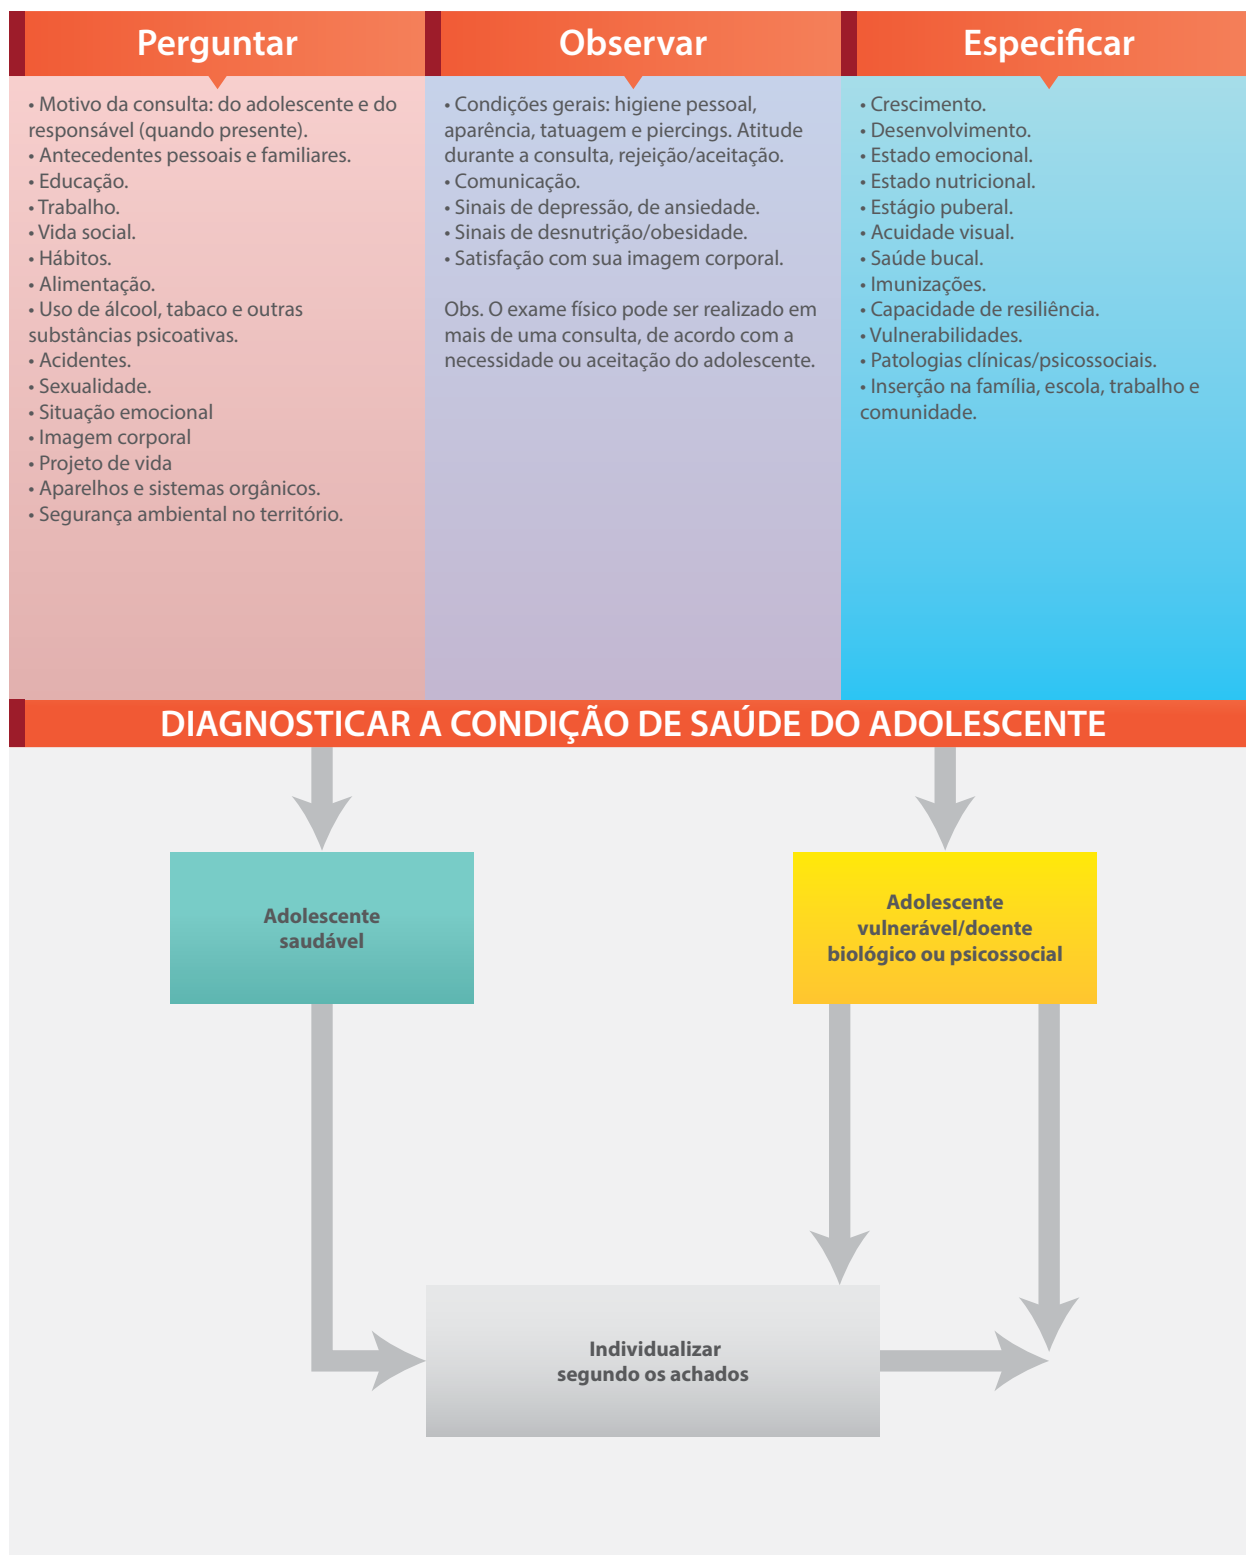 Perguntar
• Motivo da consulta: do adolescente e do
responsável (quando presente).
• Antecedentes pessoais e familiares.
• Educação.
• Trabalho.
• Vida social.
• Hábitos.
• Alimentação.
• Uso de álcool, tabaco e outras
substâncias psicoativas.
• Acidentes.
• Sexualidade.
• Situação emocional
• Imagem corporal
• Projeto de vida
• Aparelhos e sistemas orgânicos.
• Segurança ambiental no território.
Observar
• Condições gerais: higiene pessoal,
aparência, tatuagem e piercings. Atitude
durante a consulta, rejeição/aceitação.
• Comunicação.
• Sinais de depressão, de ansiedade.
• Sinais de desnutrição/obesidade.
• Satisfação com sua imagem corporal.
Obs. O exame físico pode ser realizado em
mais de uma consulta, de acordo com a
necessidade ou aceitação do adolescente.
Especificar
• Crescimento.
• Desenvolvimento.
• Estado emocional.
• Estado nutricional.
• Estágio puberal.
• Acuidade visual.
• Saúde bucal.
• Imunizações.
• Capacidade de resiliência.
• Vulnerabilidades.
• Patologias clínicas/psicossociais.
• Inserção na família, escola, trabalho e
comunidade.
DIAGNOSTICAR A CONDIÇÃO DE SAÚDE DO ADOLESCENTE
Adolescente
saudável
Adolescente
vulnerável/doente
biológico ou psicossocial
Individualizar
segundo os achados